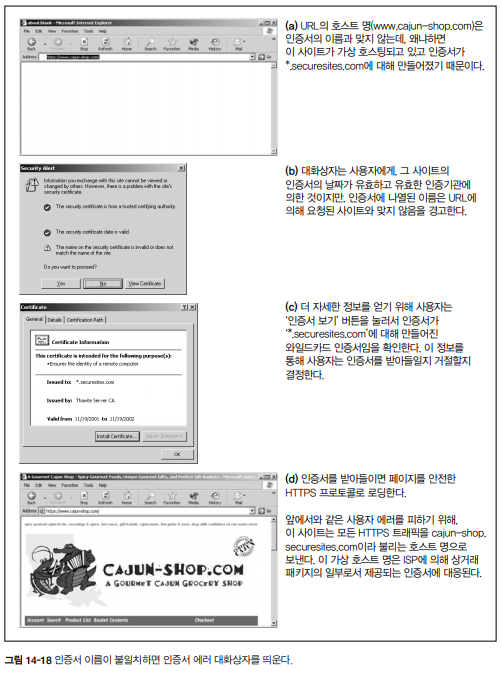 about:blank - Microsoft Internet Explorer
File Edit View Favorites Tools Help
Back Forward Stop Refresh Home Search Favorites Media History Mail
Address https://www.cajun-shop.com/ Go
(a) URL의 호스트 명(www.cajun-shop.com)은
인증서의 이름과 맞지 않는데, 왜냐하면
이 사이트가 가상 호스팅되고 있고 인증서가
*.securesites.com에 대해 만들어졌기 때문이다.
Security Alert
Information you exchange with this site cannot be viewed or
changed by others. However, there is a problem with the site's
security certificate.
The security certificate is from a trusted certifying authority.
The security certificate date is valid.
The name on the security certificate is invalid or does not
match the name of the site
Do you want to proceed?
Yes No View Certificate
(b) 대화상자는 사용자에게, 그 사이트의
인증서의 날짜가 유효하고 유효한 인증기관에
의한 것이지만, 인증서에 나열된 이름은 URL에
의해 요청된 사이트와 맞지 않음을 경고한다.
Certificate
General Details Certification Path
Certificate Information
This certificate is intended for the following purpose(s):
•Ensures the identity of a remote computer
Issued to: *.securesites.com
Issued by: Thawte Server CA
Valid from 11/19/2001 to 11/19/2002
Install Certificate... Issuer Statement
OK
(c) 더 자세한 정보를 얻기 위해 사용자는
‘인증서 보기’ 버튼을 눌러서 인증서가
‘*.securesites.com’에 대해 만들어진
와일드카드 인증서임을 확인한다. 이 정보를
통해 사용자는 인증서를 받아들일지 거절할지
결정한다.
A Gourmet Cajun Shop - Spicy Gourmet Foods, Unique Gourmet Gifts, and Perfect Gift Baskets - Microsoft
File Edit View Favorites Tools Help
Back Forward Stop Refresh Home Search Favorites Media History Mail
Address https://www.cajun-shop.com/ Go
CAJUN-SHOP.COM
A GOURMET CAJUN GROCERY SHOP
Account Search Product List Basket Contents Checkout
(d) 인증서를 받아들이면 페이지를 안전한
HTTPS 프로토콜로 로딩한다.
앞에서와 같은 사용자 에러를 피하기 위해,
이 사이트는 모든 HTTPS 트래픽을 cajun-shop.
securesites.com이라 불리는 호스트 명으로
보낸다. 이 가상 호스트 명은 ISP에 의해 상거래
패키지의 일부로서 제공되는 인증서에 대응된다.
그림 14-18 인증서 이름이 불일치하면 인증서 에러 대화상자를 띄운다.